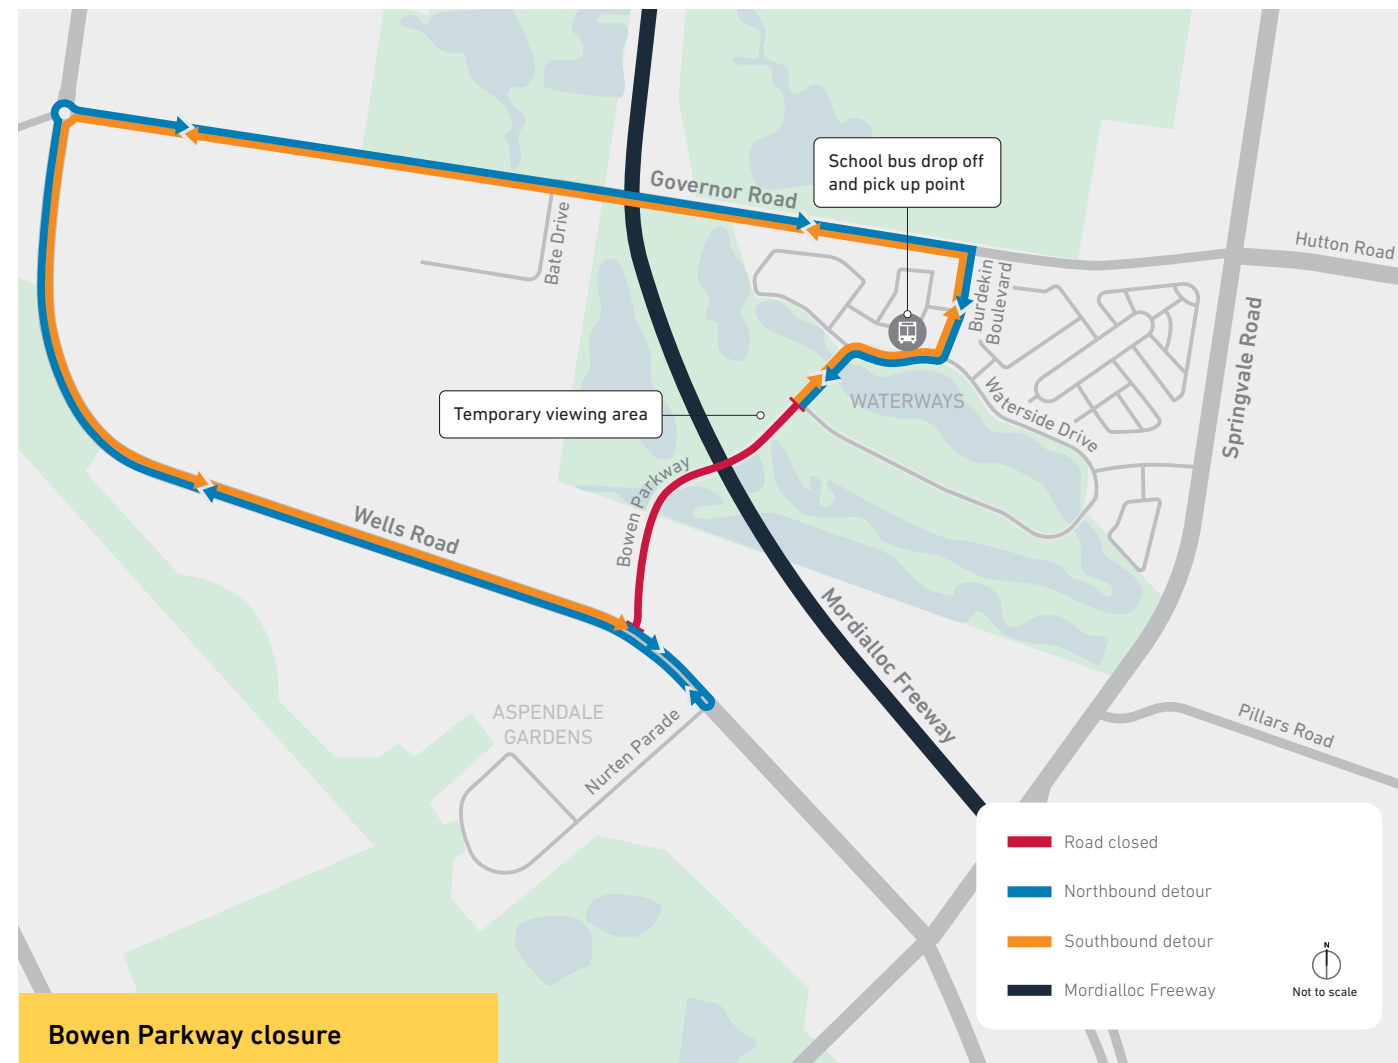 School bus drop off
and pick up point
Governor Road
Hutton Road
Bate Drive
Burdekin
Boulevard
Springvale Road
WATERWAYS
Waterside Drive
Temporary viewing area
Bowen Parkway
Wells Road
Mordialloc Freeway
ASPENDALE
GARDENS
Nurten Parade
Pillars Road
Road closed
Northbound detour
Southbound detour
Mordialloc Freeway
N
Not to scale
Bowen Parkway closure